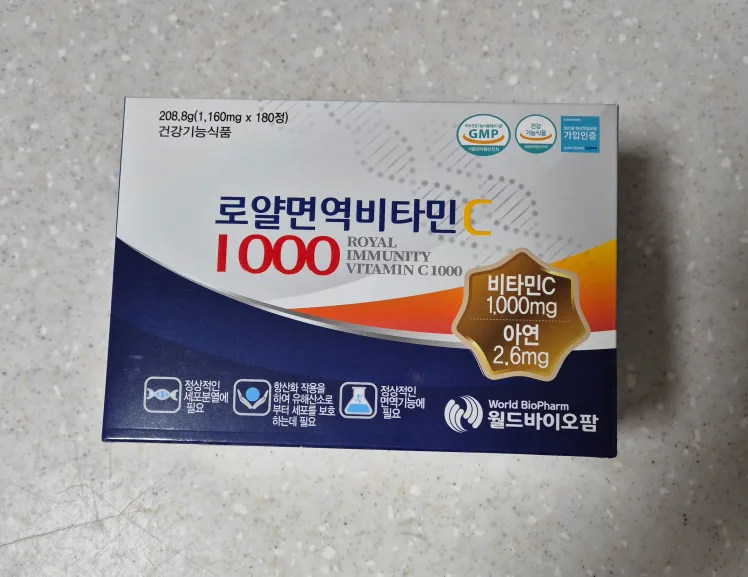 208.8g(1,160mg x 180정)
건강기능식품
GMP
건강
기능식품
가입인증
로얄면역비타민C
1000
ROYAL
IMMUNITY
VITAMIN C 1000
비타민C
1,000mg
아연
2.6mg
정상적인
세포분열에
필요
항산화 작용을
하여 유해산소로
부터 세포를 보호
하는데 필요
정상적인
면역기능에
필요
World BioPharm
월드바이오팜